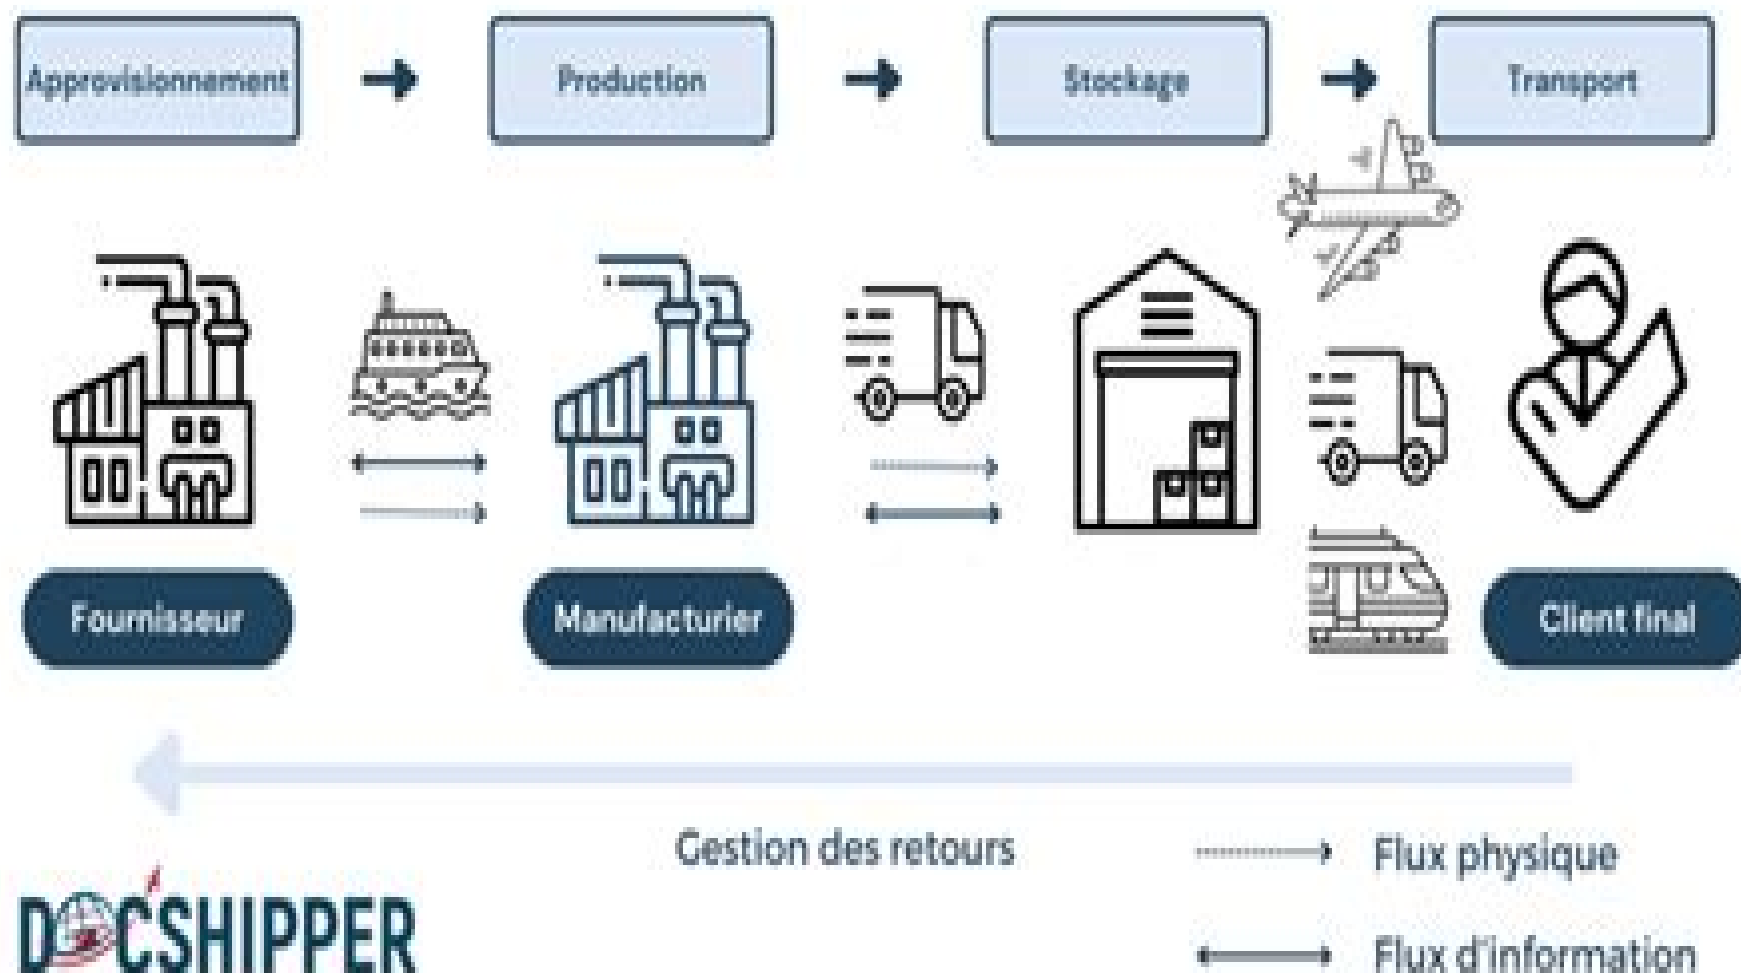 Approvisionnement
Production
Stockage
Transport
Fournisseur
Manufacturier
Client final
Gestion des retours
Flux physique
Flux d'information
DOCSHIPPER